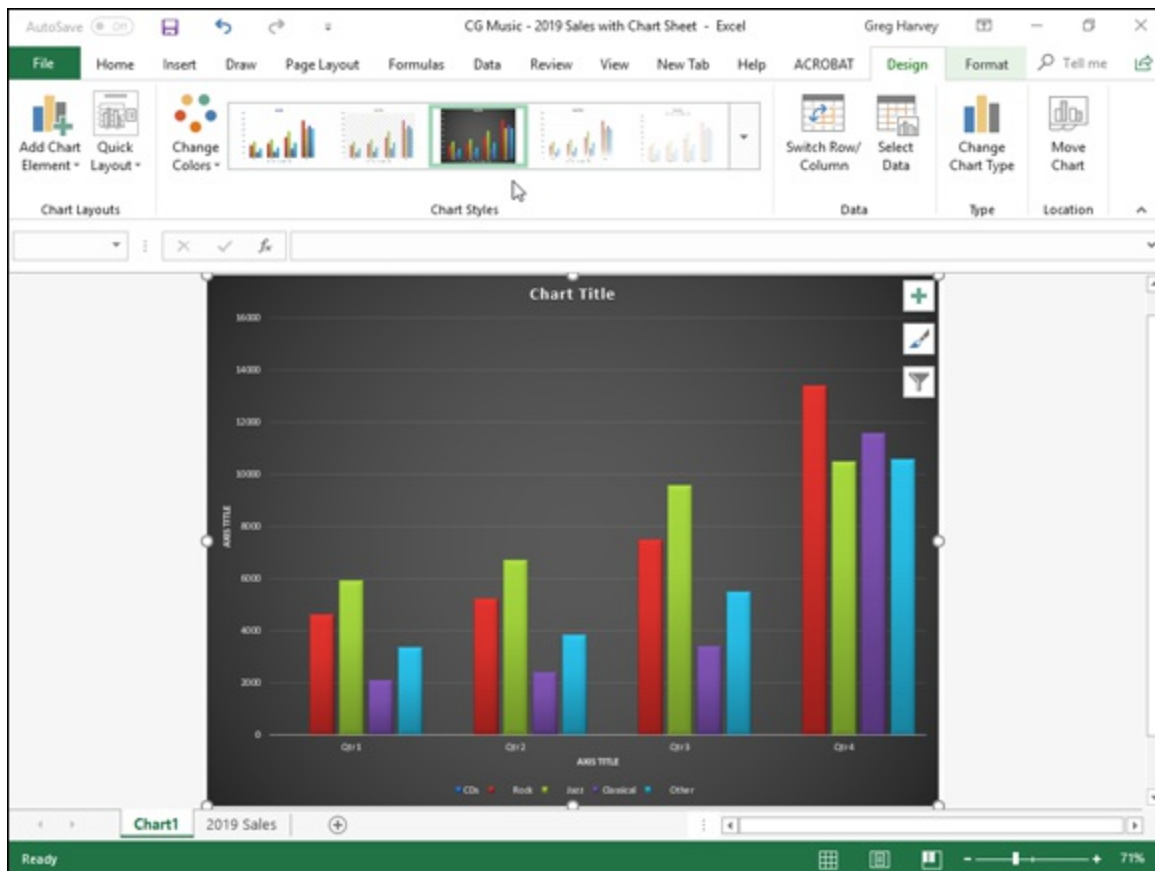 AutoSave Off CG Music - 2019 Sales with Chart Sheet - Excel Greg Harvey
File Home Insert Draw Page Layout Formulas Data Review View New Tab Help ACROBAT Design Format Tell me
Add Chart Element Quick Layout Change Colors Switch Row/ Column Select Data Change Chart Type Move Chart
Chart Layouts Chart Styles Data Type Location
fx
Chart Title
16000
14000
12000
10000
AXIS TITLE
8000
6000
4000
2000
0
Qtr1 Qtr2 Qtr3 Qtr4
AXIS TITLE
CDs Rock Jazz Classical Other
Chart1 2019 Sales
Ready 71%